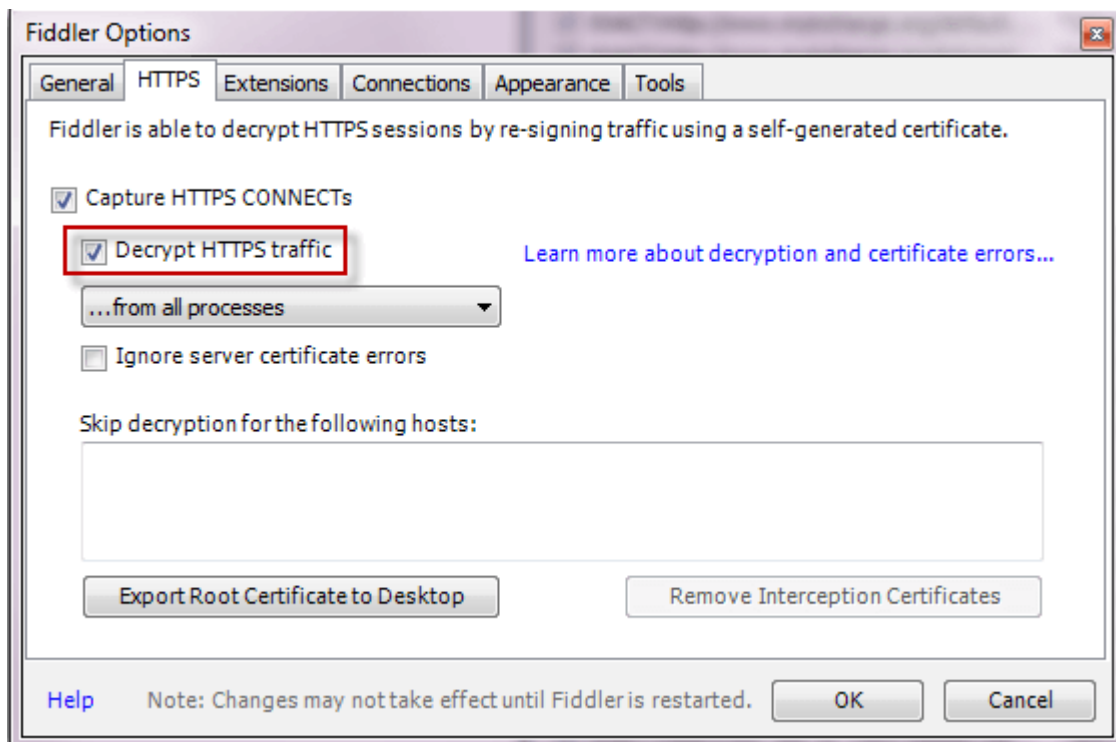 Fiddler Options
General HTTPS Extensions Connections Appearance Tools
Fiddler is able to decrypt HTTPS sessions by re-signing traffic using a self-generated certificate.
Capture HTTPS CONNECTs
Decrypt HTTPS traffic Learn more about decryption and certificate errors...
...from all processes
Ignore server certificate errors
Skip decryption for the following hosts:
Export Root Certificate to Desktop Remove Interception Certificates
Help Note: Changes may not take effect until Fiddler is restarted. OK Cancel